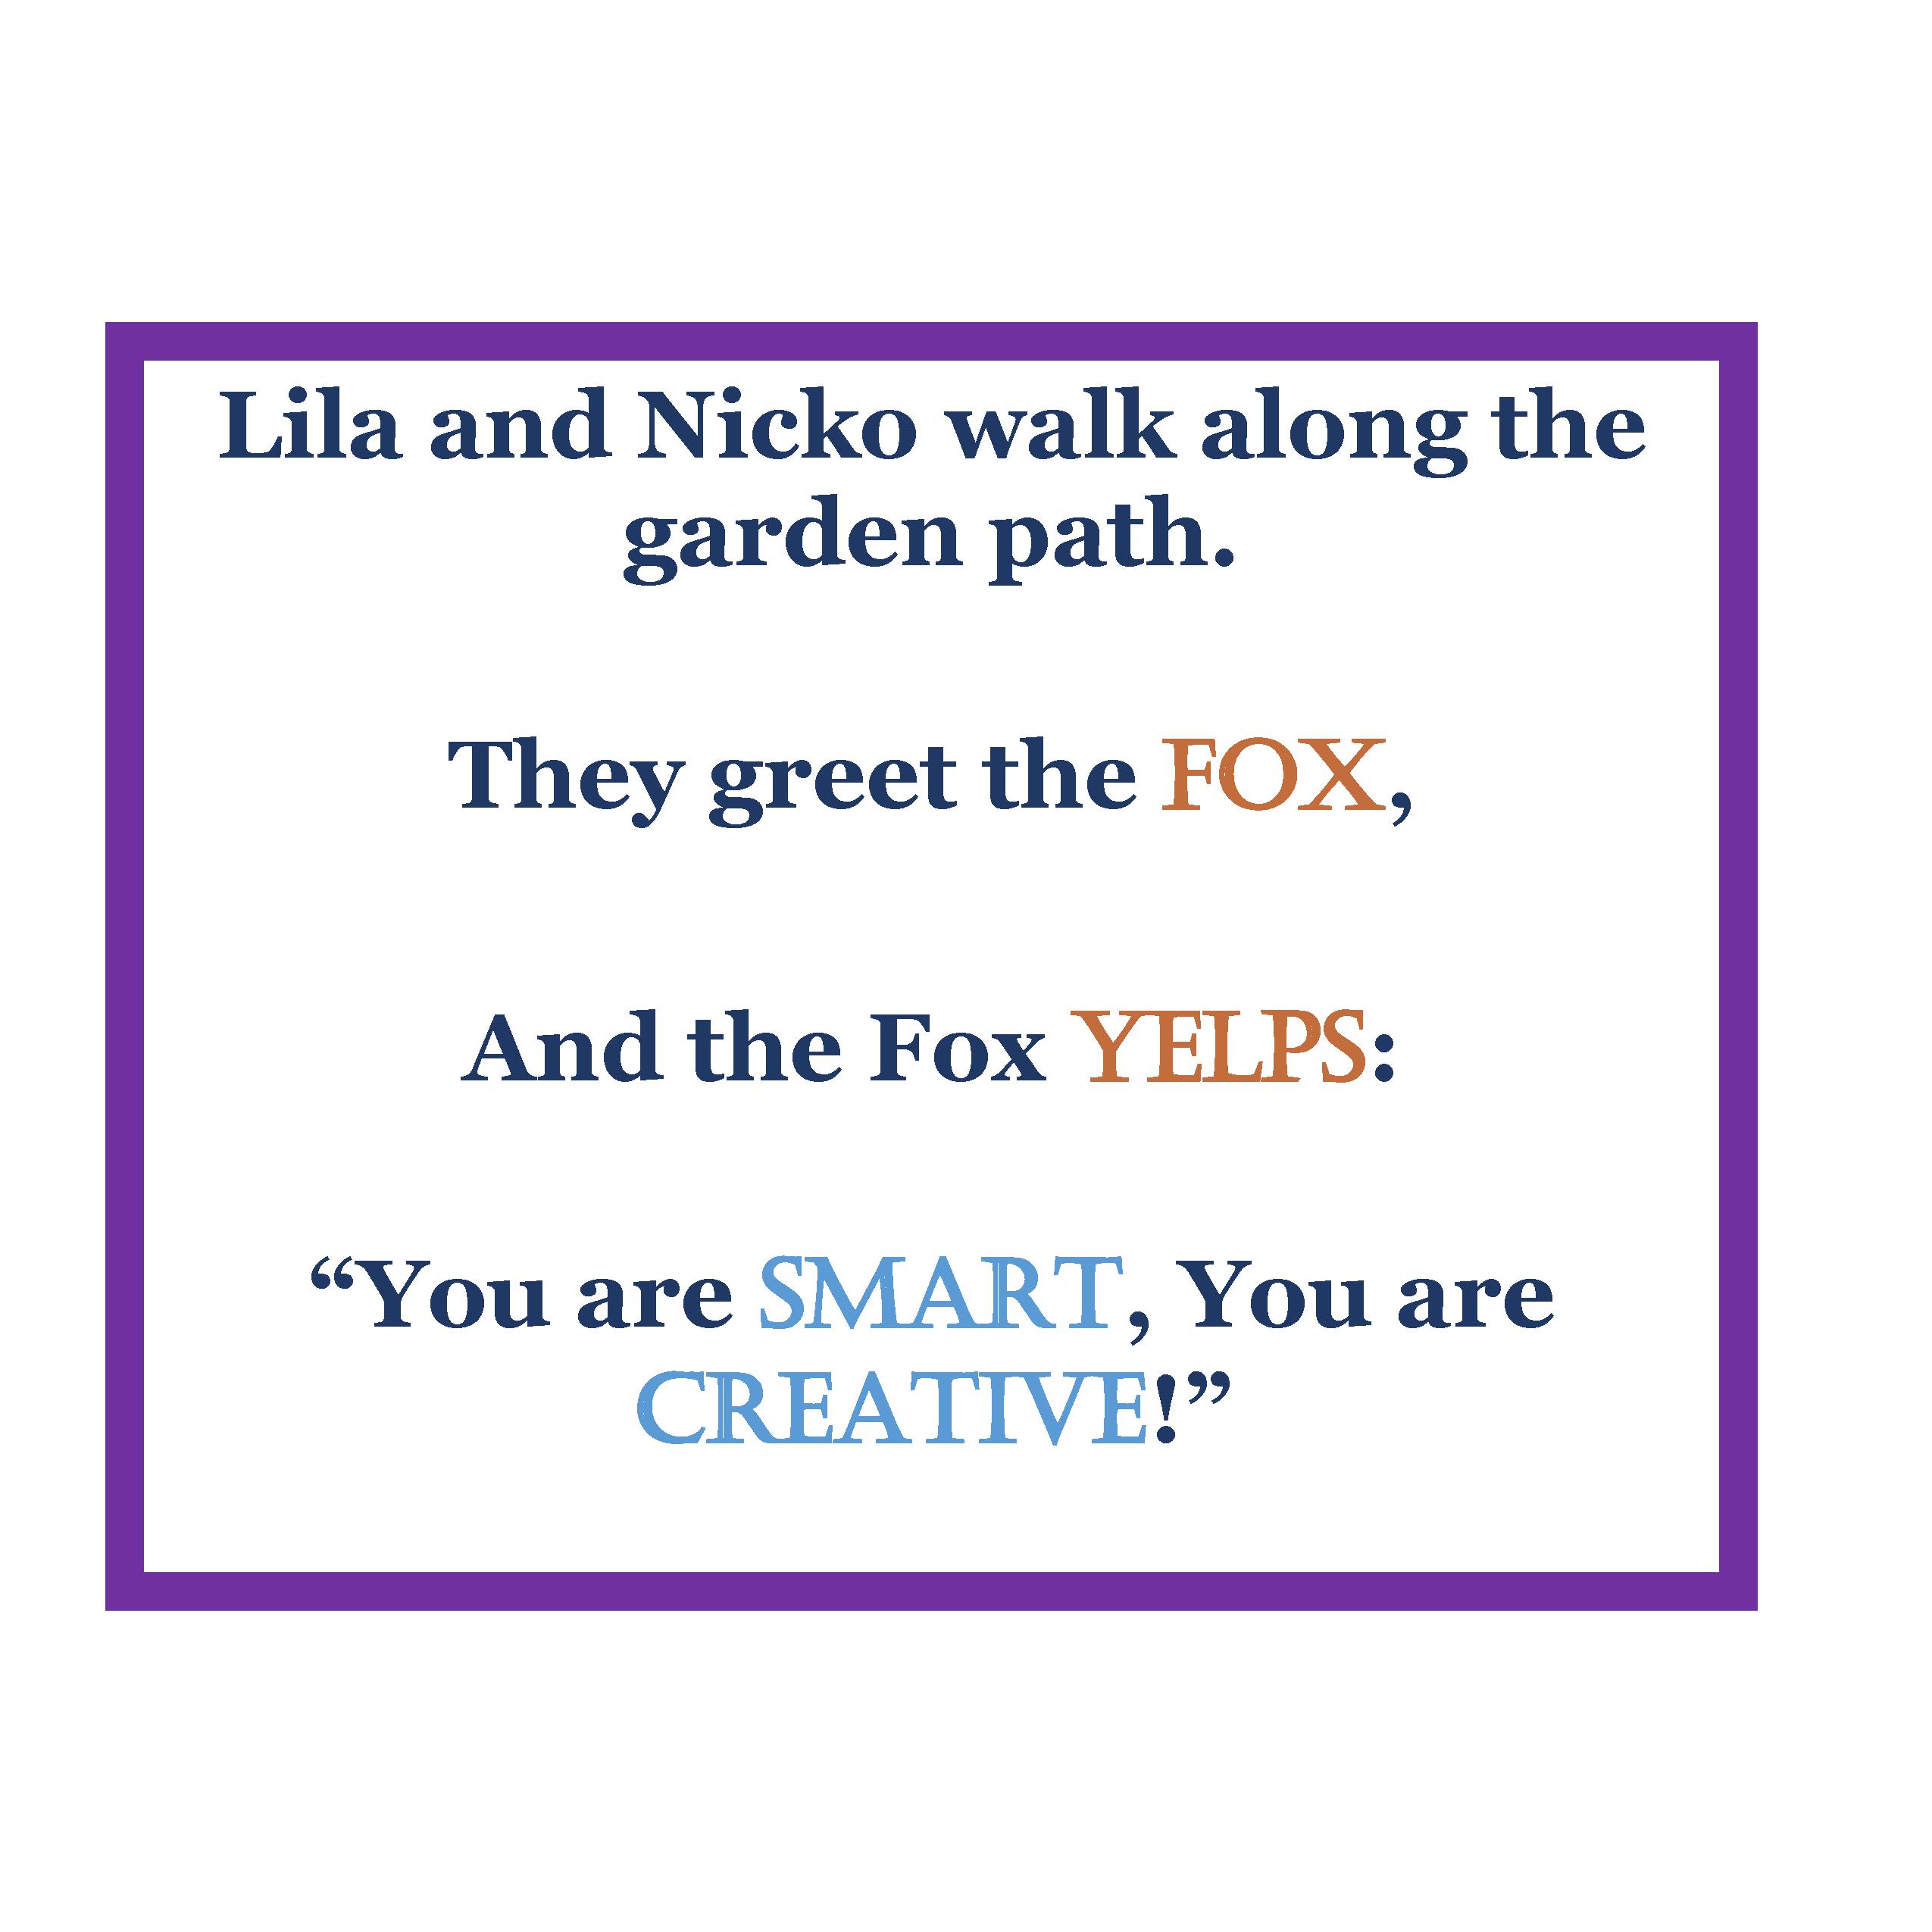 Lila and Nicko walk along the
garden path.
They greet the FOX,
And the Fox YELPS:
“You are SMART, You are
CREATIVE!”